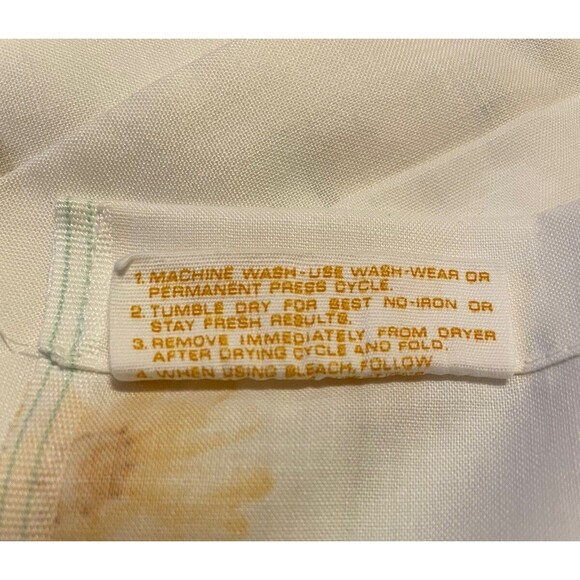 1. MACHINE WASH-USE WASH-WEAR OR
PERMANENT PRESS CYCLE.
2. TUMBLE DRY FOR BEST NO-IRON OR
STAY FRESH RESULTS.
3. REMOVE IMMEDIATELY FROM DRYER
AFTER DRYING CYCLE AND FOLD.
4. WHEN USING BLEACH, FOLLOW